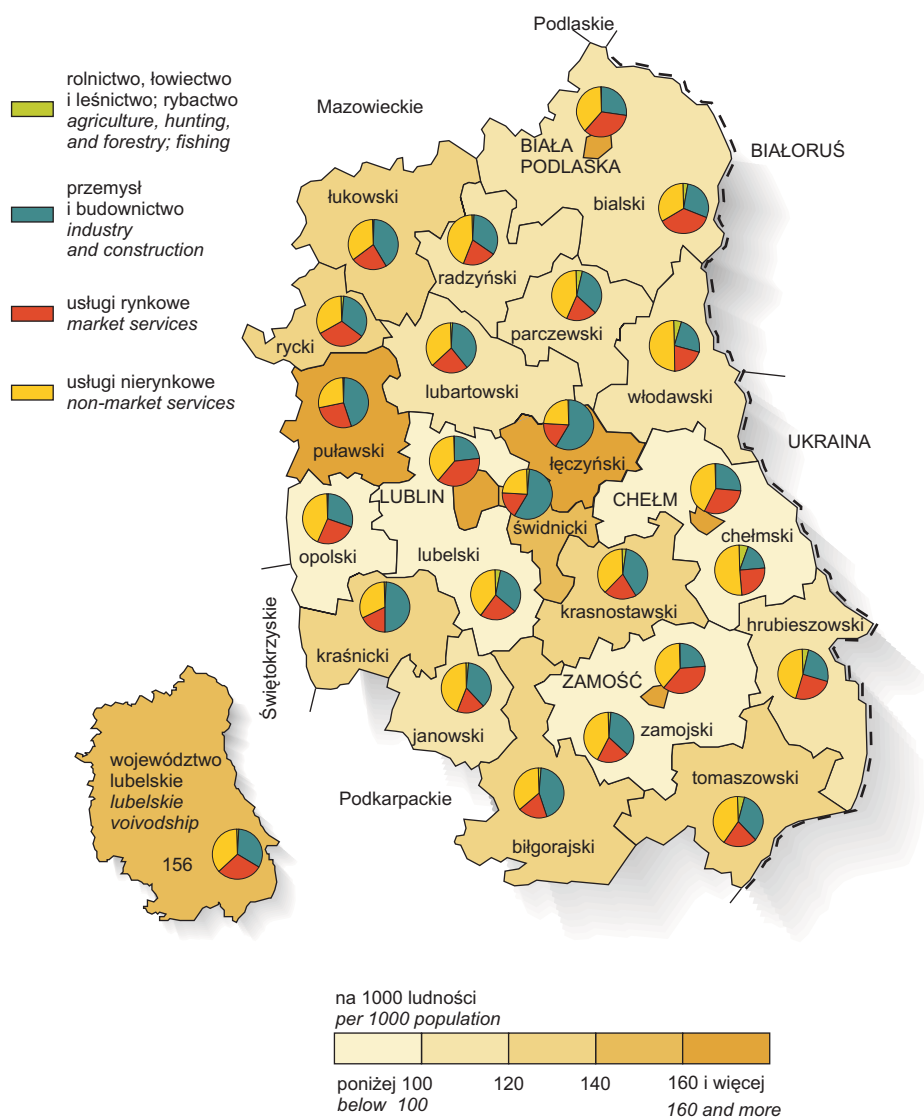 rolnictwo, łowiectwo
i leśnictwo; rybactwo
agriculture, hunting,
and forestry; fishing
przemysł
i budownictwo
industry
and construction
usługi rynkowe
market services
usługi nierynkowe
non-market services
Podlaskie
Mazowieckie
BIAŁORUŚ
BIAŁA
PODLASKA
bialski
łukowski
radzyński
parczewski
rycki
lubartowski
włodawski
puławski
łęczyński
UKRAINA
LUBLIN
CHEŁM
świdnicki
chełmski
opolski
lubelski
krasnostawski
hrubieszowski
Świętokrzyskie
kraśnicki
ZAMOŚĆ
janowski
zamojski
tomaszowski
Podkarpackie
biłgorajski
województwo
lubelskie
lubelskie
voivodship
156
na 1000 ludności
per 1000 population
poniżej 100 120 140 160 i więcej
below 100 160 and more